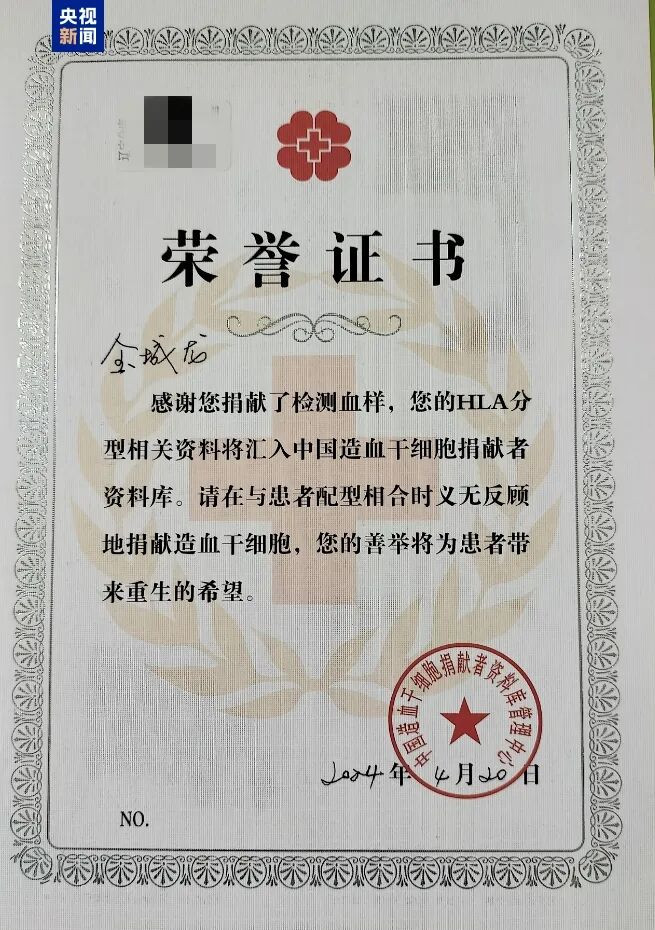 央视
新闻
荣誉证书
金城龙
感谢您捐献了检测血样，您的HLA分
型相关资料将汇入中国造血干细胞捐献者
资料库。请在与患者配型相合时义无反顾
地捐献造血干细胞，您的善举将为患者带
来重生的希望。
中国造血干细胞捐献者资料库管理中心
2024年4月20日
NO.